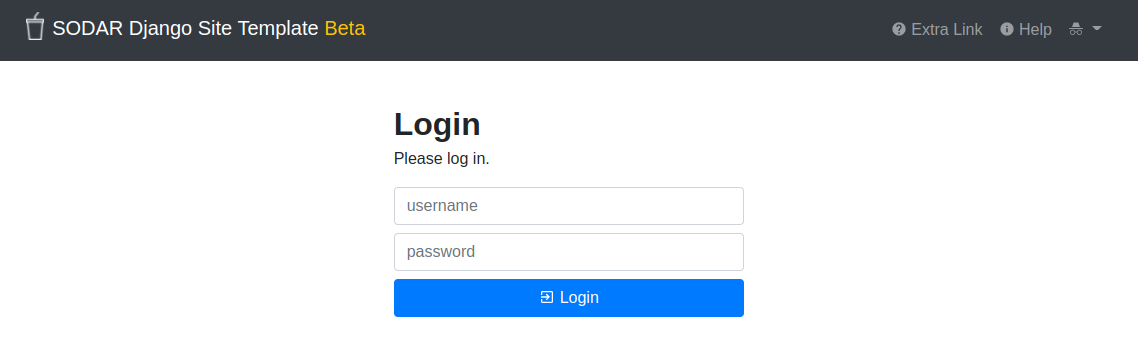 SODAR Django Site Template Beta
Extra Link
Help
Login
Please log in.
username
password
Login